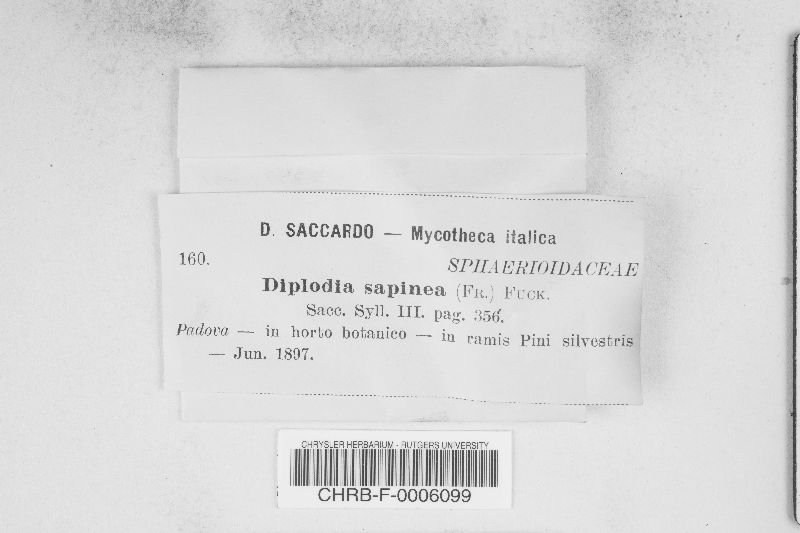 D. SACCARDO — Mycotheca italica
160.
SPHAERIOIDACEAE
Diplodia sapinea (FR.) FUCK.
Sacc. Syll. III. pag. 356.
Padova — in horto botanico — in ramis Pini silvestris
— Jun. 1897.
CHRYSLER HERBARIUM - RUTGERS UNIVERSITY
CHRB-F-0006099